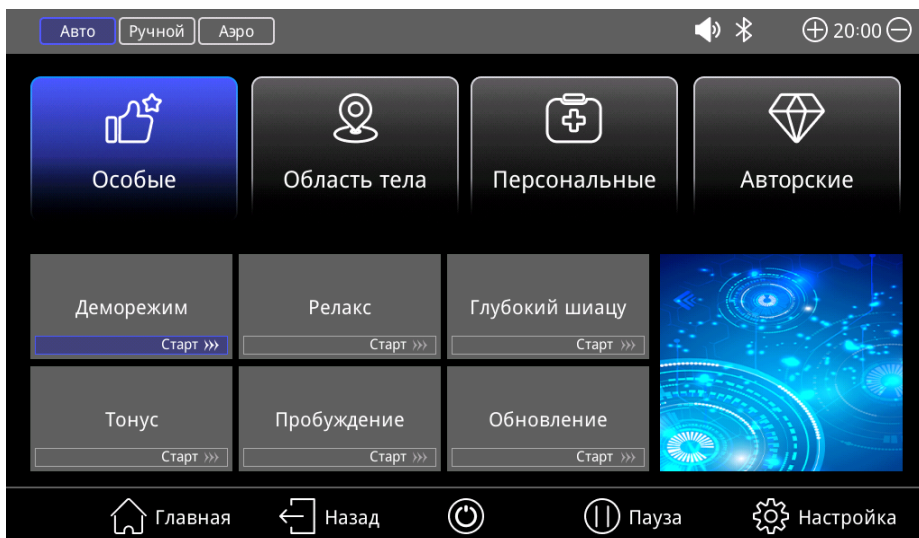 Авто Ручной Аэро 20:00
Особые Область тела Персональные Авторские
Деморежим Релакс Глубокий шиацу
Старт Старт Старт
Тонус Пробуждение Обновление
Старт Старт Старт
Главная Назад Пауза Настройка